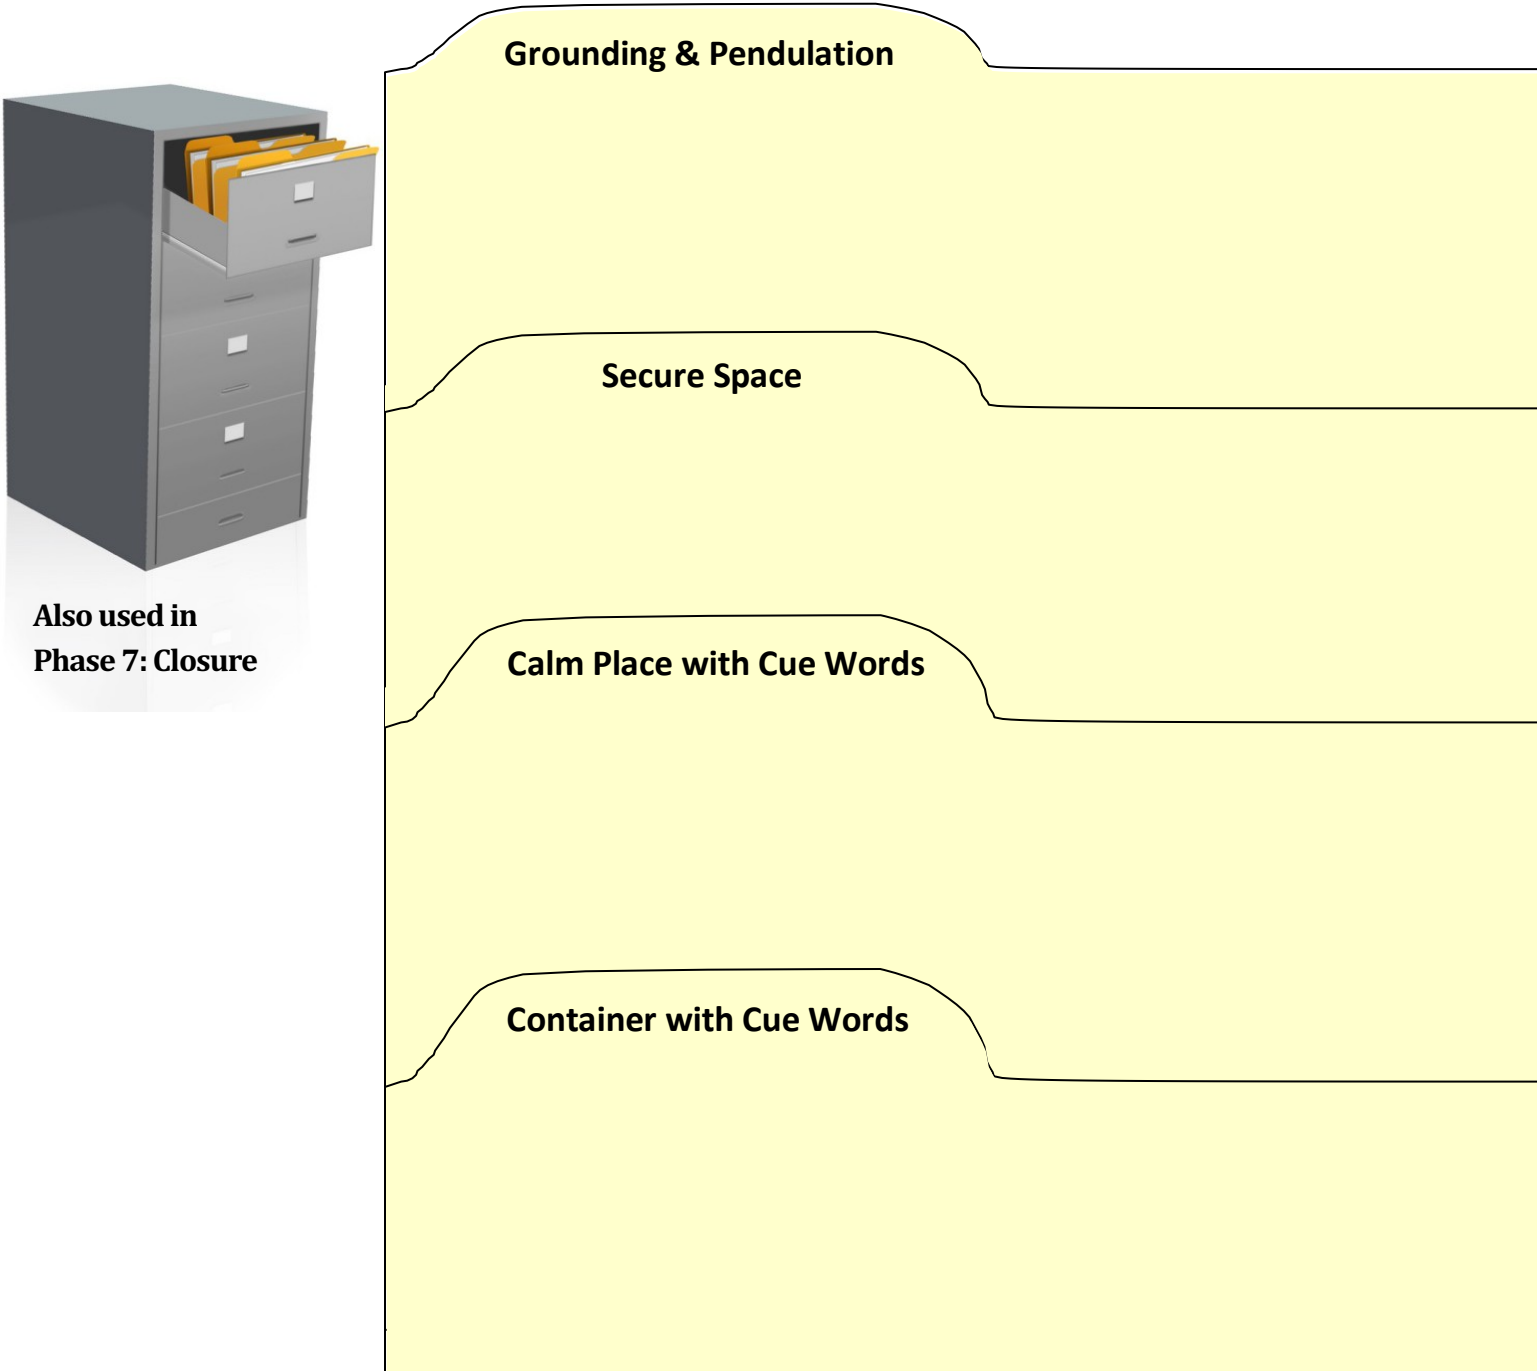 Grounding & Pendulation
Secure Space
Also used in
Phase 7: Closure
Calm Place with Cue Words
Container with Cue Words